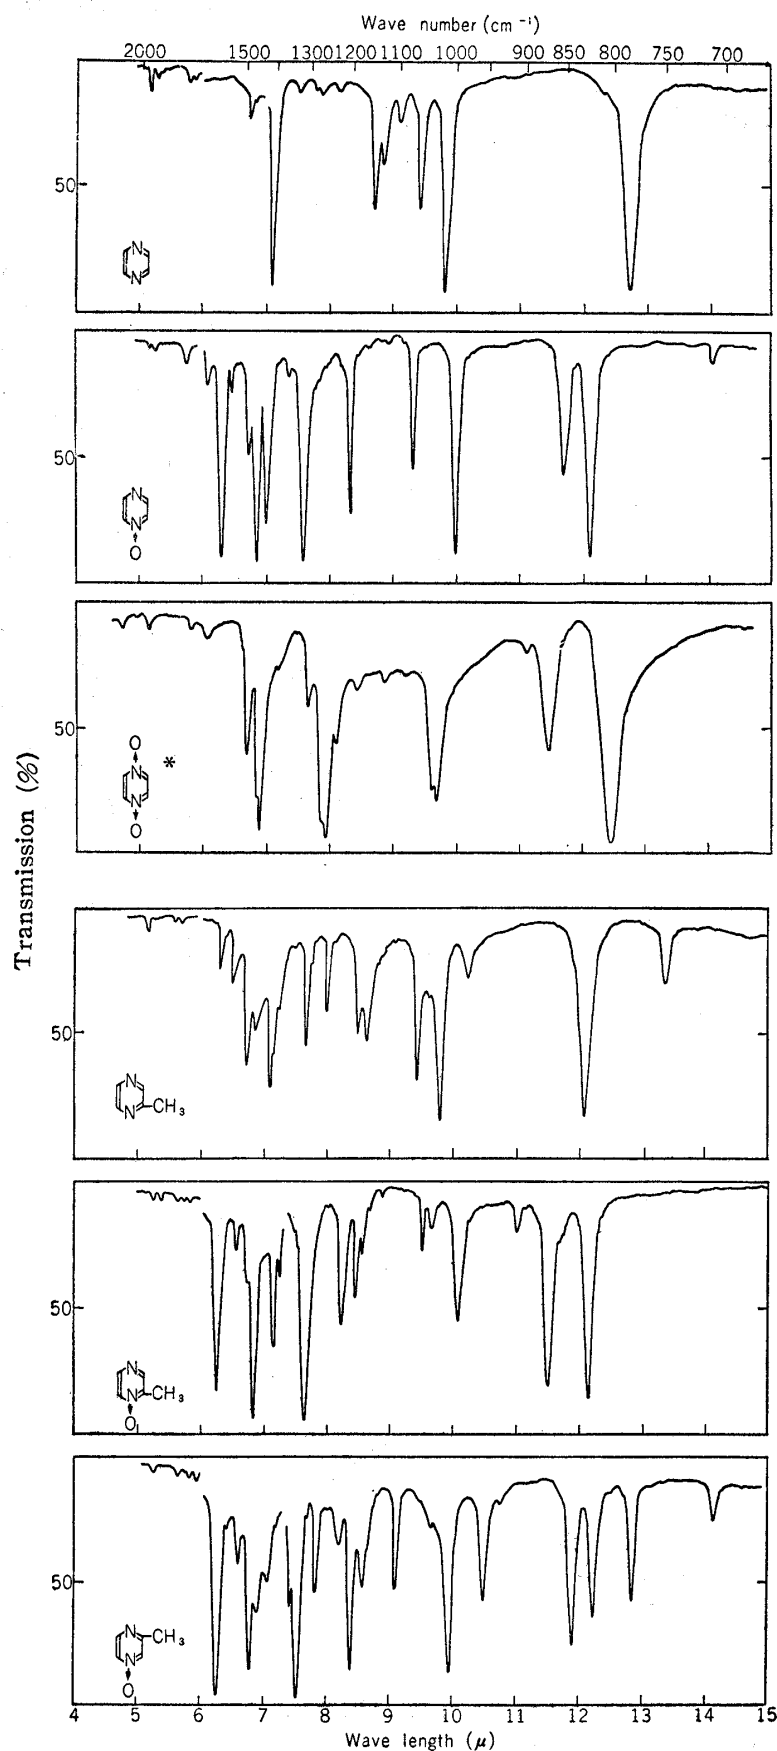 Wave number (cm⁻¹)
2000 1500 1300 1200 1100 1000 900 850 800 750 700
50
N
N
50
N
N
O
Transmission (%)
50
O
N
N
O
*
50
N
N
CH₃
50
N
N
CH₃
O
50
N
CH₃
N
O
4 5 6 7 8 9 10 11 12 13 14 15
Wave length (μ)